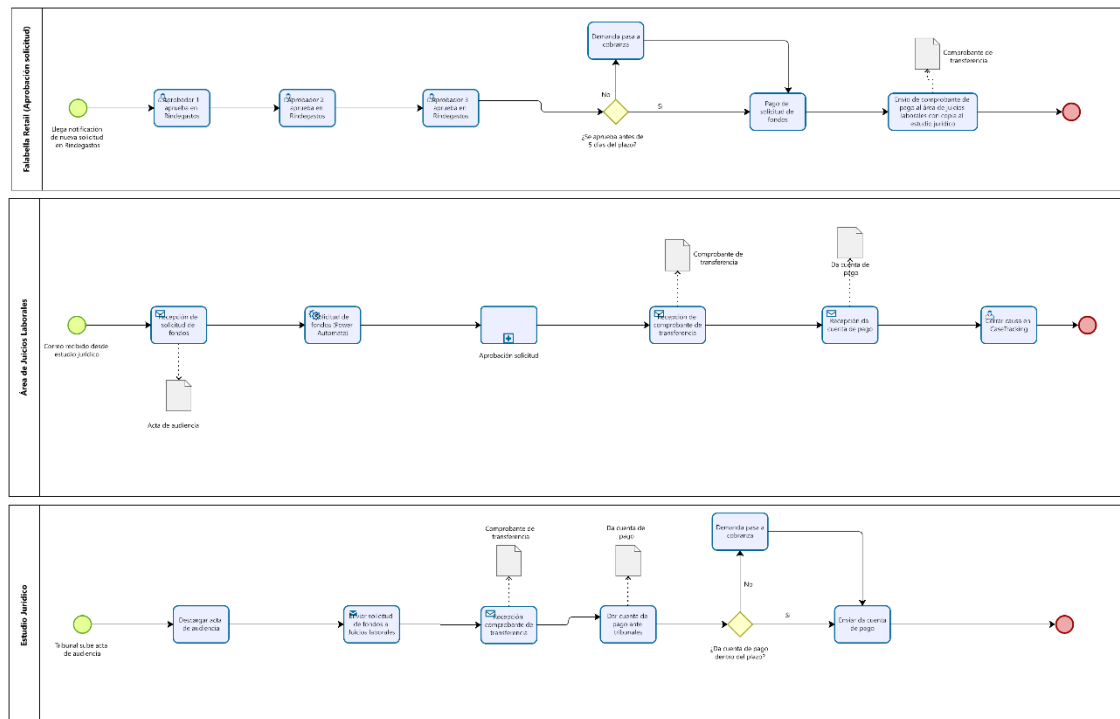 Falabella Retail (Aprobación solicitud)
Llega notificación
de nueva solicitud
en Rindegastos
Aprobador 1
aprueba en
Rindegastos
Aprobador 2
aprueba en
Rindegastos
Aprobador 3
aprueba en
Rindegastos
Demanda pasa a
cobranza
No
Si
¿Se aprueba antes de
5 días del plazo?
Pago de
solicitud de
fondos
Comprobante de
transferencia
Envío de comprobante de
pago al área de juicios
laborales con copia al
estudio jurídico
Área de Juicios Laborales
Correo recibido desde
estudio jurídico
Recepción de
solicitud de
fondos
Acta de audiencia
Solicitud de
fondos (Power
Automate)
Aprobación solicitud
Comprobante de
transferencia
Recepción de
comprobante de
transferencia
Da cuenta de
pago
Recepción da
cuenta de pago
Cerrar causa en
CaseTracking
Estudio Jurídico
Tribunal sube acta
de audiencia
Descargar acta
de audiencia
Enviar solicitud
de fondos a
Juicios laborales
Comprobante de
transferencia
Recepción
comprobante de
transferencia
Da cuenta de
pago
Dar cuenta da
pago ante
tribunales
Demanda pasa a
cobranza
No
Si
¿Da cuenta de pago
dentro del plazo?
Enviar da cuenta
de pago